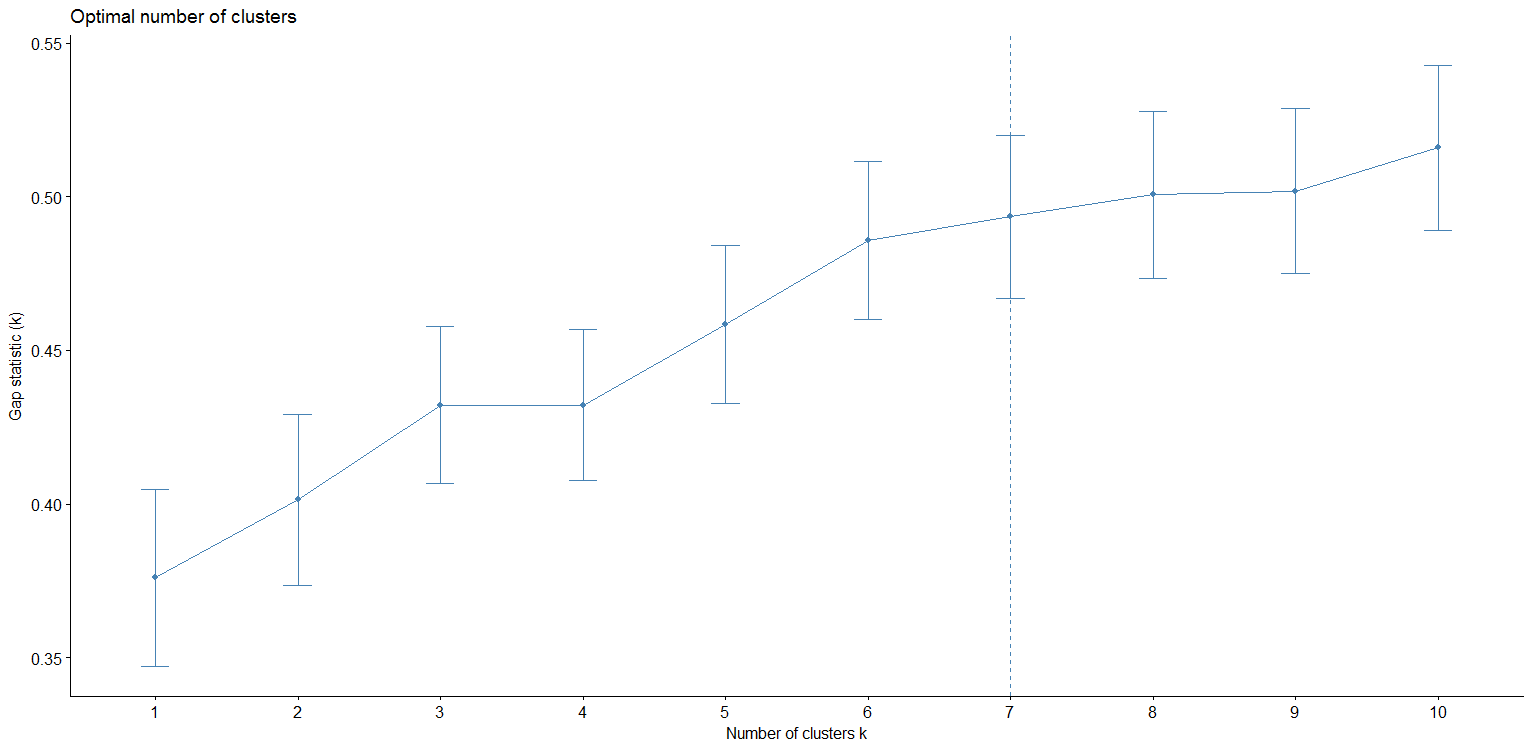 Optimal number of clusters
0.55
0.50
0.45
0.40
0.35
Gap statistic (k)
1 2 3 4 5 6 7 8 9 10
Number of clusters k